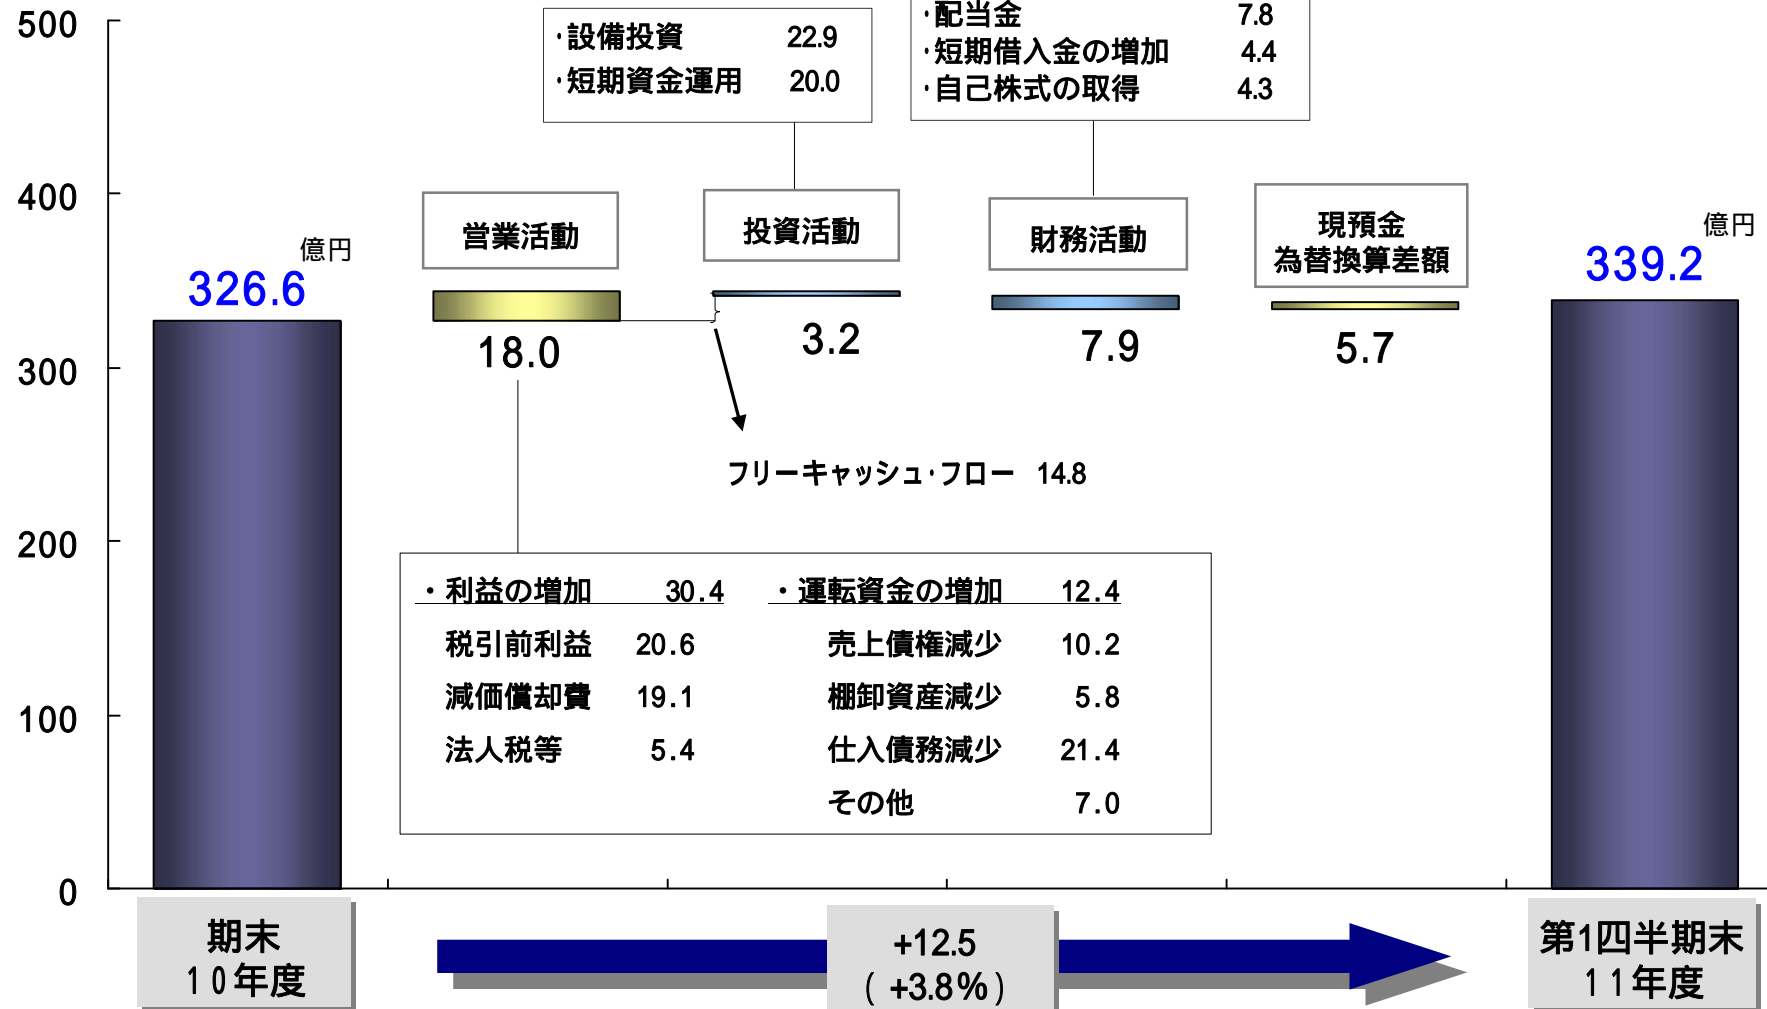 500
400
300
200
100
0
・設備投資 22.9
・短期資金運用 20.0
・配当金 7.8
・短期借入金の増加 4.4
・自己株式の取得 4.3
億円
326.6
営業活動
18.0
投資活動
3.2
財務活動
7.9
現預金
為替換算差額
5.7
億円
339.2
フリーキャッシュ・フロー 14.8
・利益の増加 30.4
税引前利益 20.6
減価償却費 19.1
法人税等 5.4
・運転資金の増加 12.4
売上債権減少 10.2
棚卸資産減少 5.8
仕入債務減少 21.4
その他 7.0
期末
10年度
+12.5
( +3.8%)
第1四半期末
11年度